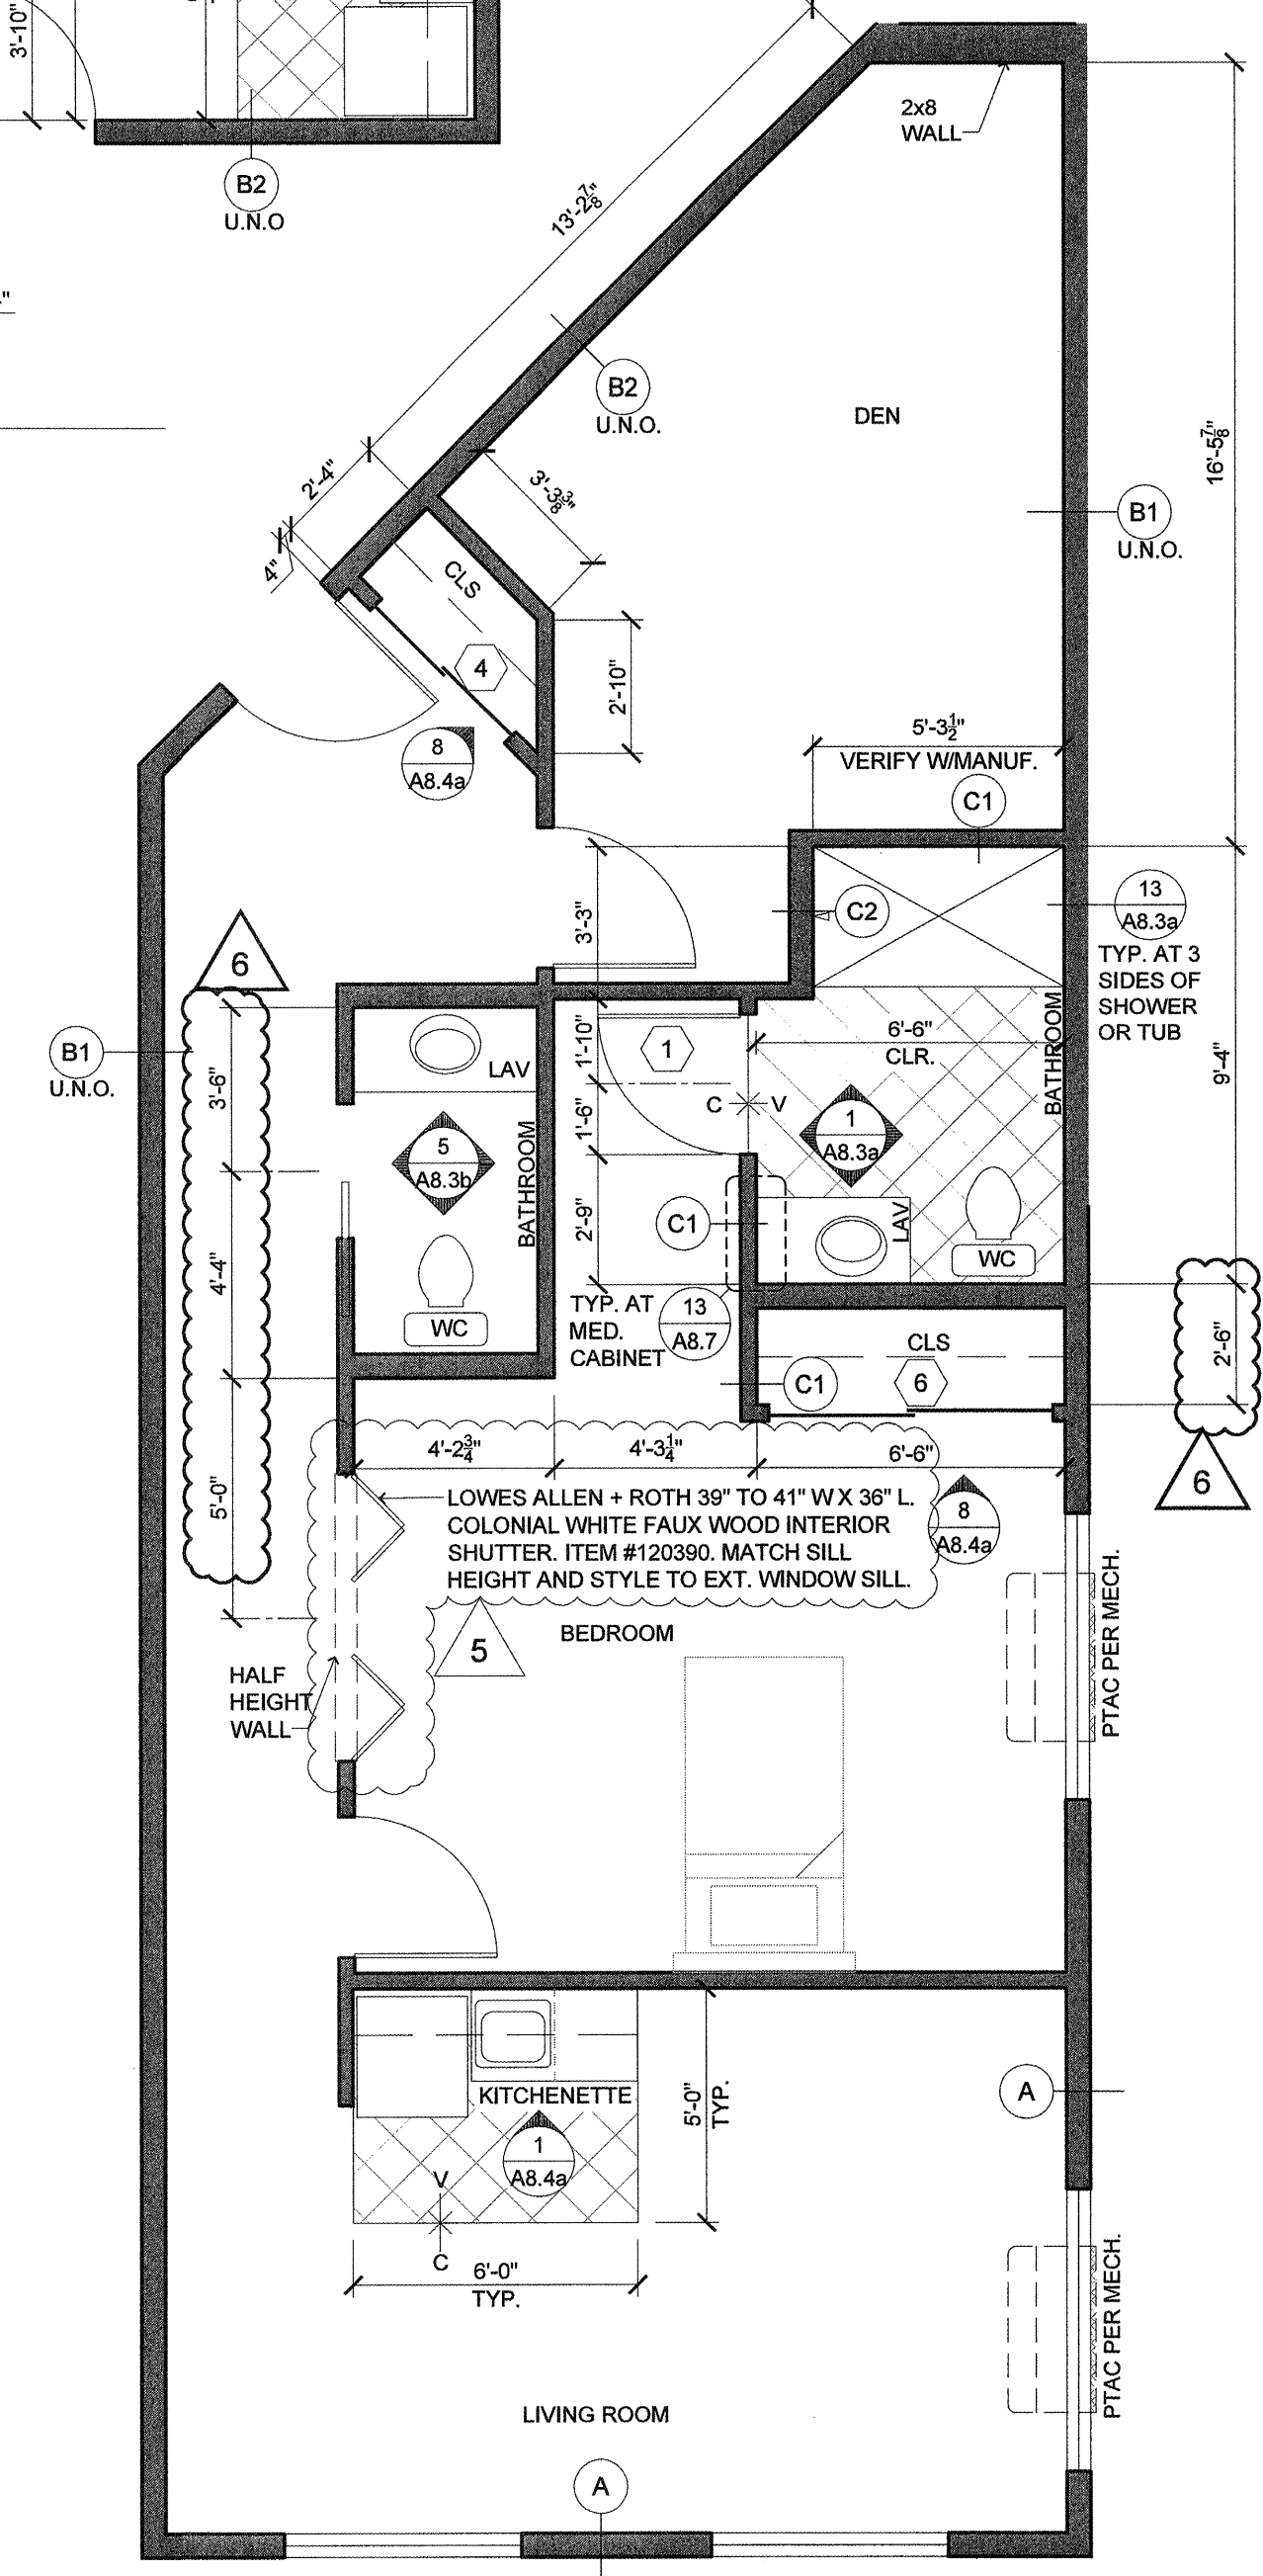 3'-10"
B2
U.N.O
2x8
WALL
13'-2 7/8"
B2
U.N.O.
DEN
16'-5 7/8"
2'-4"
3'-3 3/8"
4"
CLS
B1
U.N.O.
4
2'-10"
5'-3 1/2"
VERIFY W/MANUF.
8
A8.4a
C1
3'-3"
C2
13
A8.3a
TYP. AT 3
SIDES OF
SHOWER
OR TUB
6
B1
U.N.O.
3'-6"
LAV
1'-10"
1
6'-6"
CLR.
BATHROOM
9'-4"
C
V
1'-6"
5
A8.3b
BATHROOM
1
A8.3a
2'-9"
C1
LAV
WC
4'-4"
WC
TYP. AT
MED.
CABINET
13
A8.7
CLS
6
C1
2'-6"
6
4'-2 3/4"
4'-3 1/4"
6'-6"
5'-0"
LOWES ALLEN + ROTH 39" TO 41" W X 36" L.
COLONIAL WHITE FAUX WOOD INTERIOR
SHUTTER. ITEM #120390. MATCH SILL
HEIGHT AND STYLE TO EXT. WINDOW SILL.
8
A8.4a
5
BEDROOM
PTAC PER MECH.
HALF
HEIGHT
WALL
KITCHENETTE
5'-0"
TYP.
A
1
A8.4a
V
C
6'-0"
TYP.
PTAC PER MECH.
LIVING ROOM
A